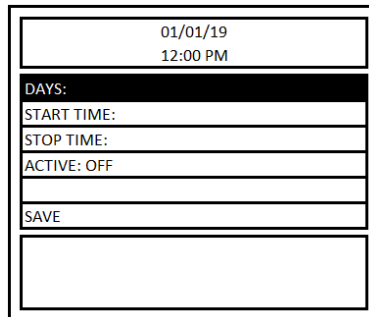 01/01/19
12:00 PM
DAYS:
START TIME:
STOP TIME:
ACTIVE: OFF
SAVE